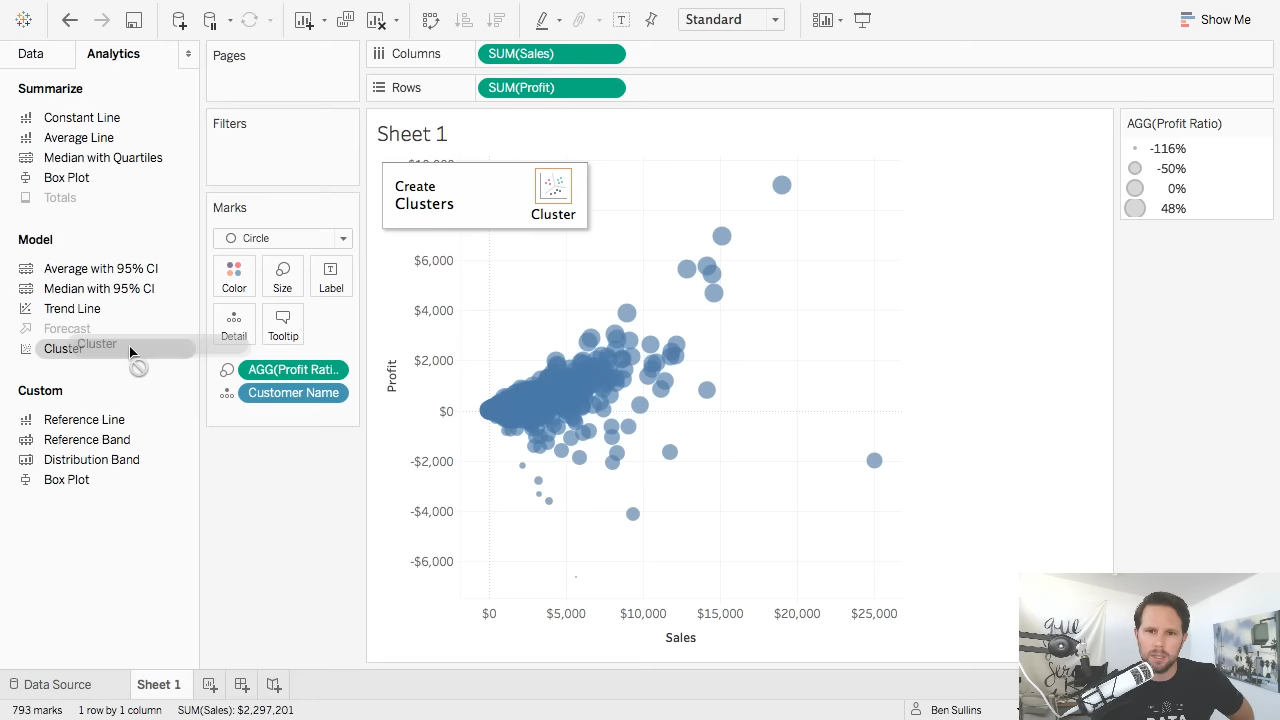 Standard
Show Me
Data
Analytics
Summarize
Constant Line
Average Line
Median with Quartiles
Box Plot
Totals
Model
Average with 95% CI
Median with 95% CI
Trend Line
Forecast
Cluster
Cluster
Custom
Reference Line
Reference Band
Distribution Band
Box Plot
Pages
Filters
Marks
Circle
Color
Size
Label
Detail
Tooltip
AGG(Profit Rati..
Customer Name
Columns
SUM(Sales)
Rows
SUM(Profit)
Sheet 1
Create
Clusters
Cluster
$10,000
$6,000
$4,000
$2,000
$0
-$2,000
-$4,000
-$6,000
Profit
$0
$5,000
$10,000
$15,000
$20,000
$25,000
Sales
AGG(Profit Ratio)
-116%
-50%
0%
48%
Data Source
Sheet 1
793 marks
1 row by 1 column
SUM(Sales): $2,297,201
Ben Sullins
DATA